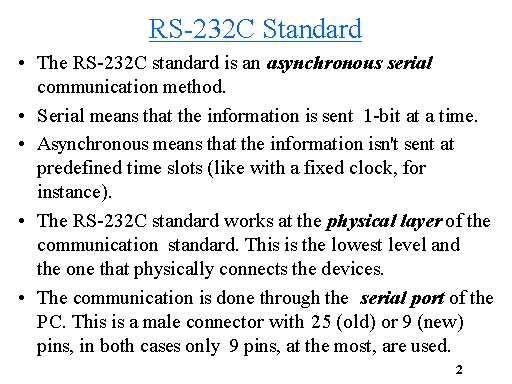 RS-232C Standard
• The RS-232C standard is an asynchronous serial
communication method.
• Serial means that the information is sent 1-bit at a time.
• Asynchronous means that the information isn't sent at
predefined time slots (like with a fixed clock, for
instance).
• The RS-232C standard works at the physical layer of the
communication standard. This is the lowest level and
the one that physically connects the devices.
• The communication is done through the serial port of the
PC. This is a male connector with 25 (old) or 9 (new)
pins, in both cases only 9 pins, at the most, are used.
2